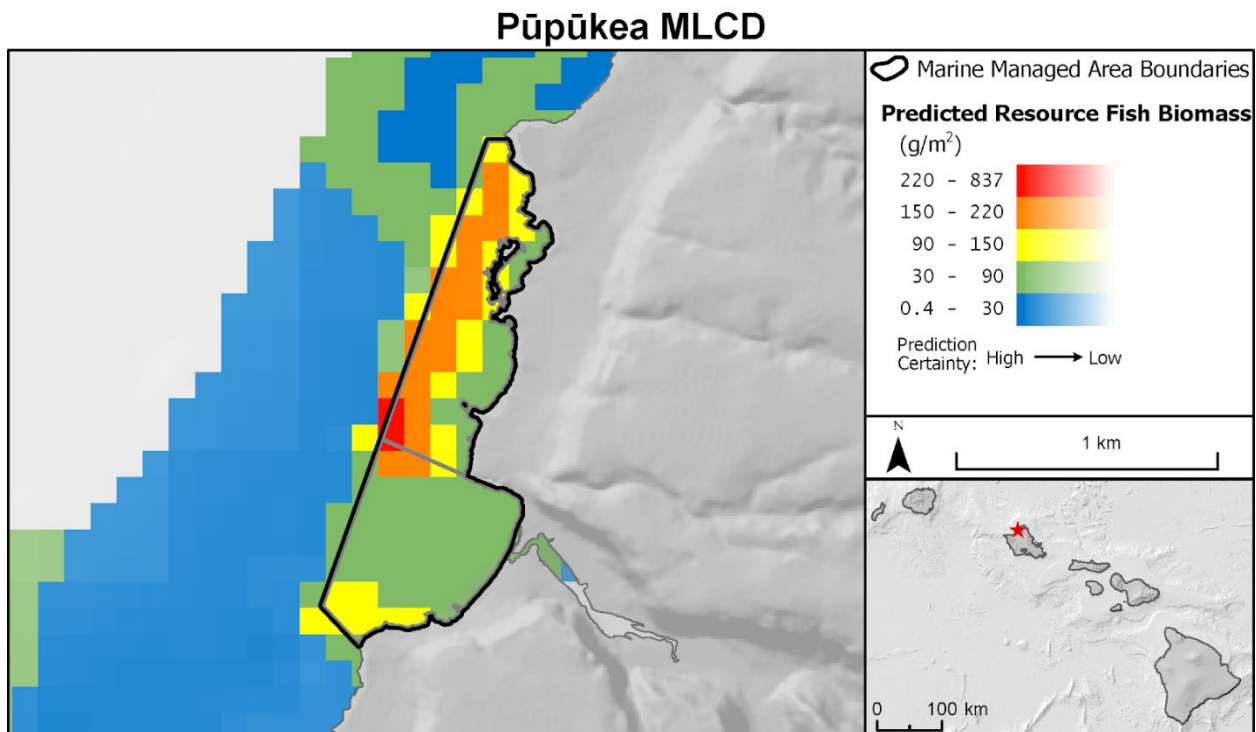 Pūpūkea MLCD
Marine Managed Area Boundaries
Predicted Resource Fish Biomass
(g/m²)
220 - 837
150 - 220
90 - 150
30 - 90
0.4 - 30
Prediction
Certainty: High Low
N
1 km
0 100 km